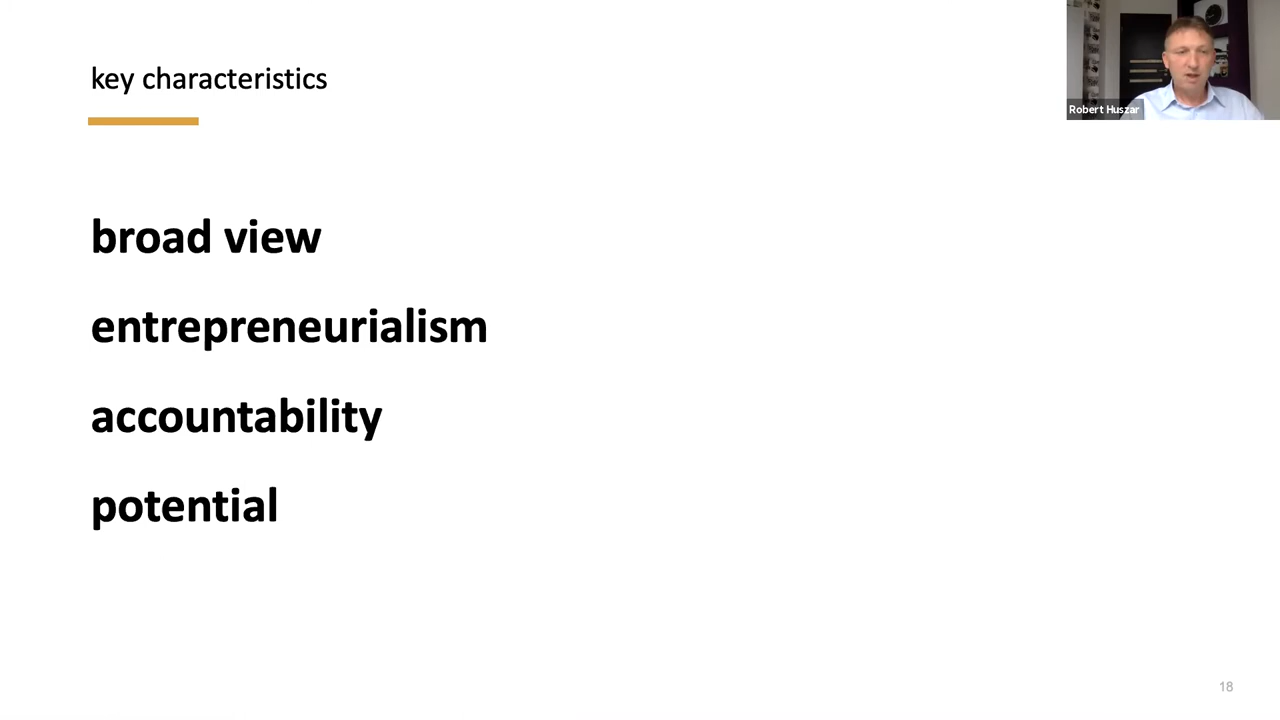 key characteristics
Robert Huszar
broad view
entrepreneurialism
accountability
potential
18